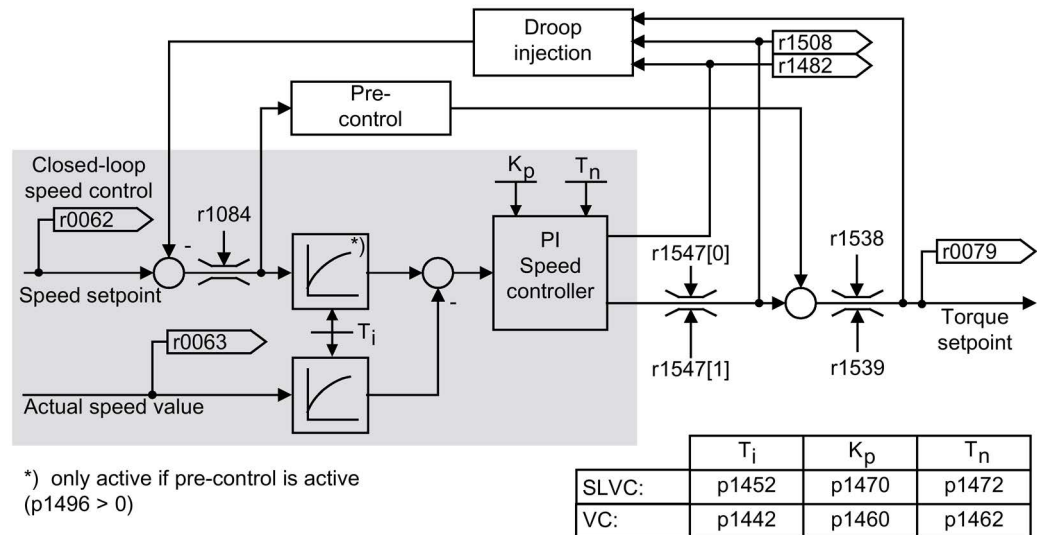 Droop
injection
r1508
r1482
Pre-
control
Closed-loop
speed control
r0062
r1084
Kp
Tn
*)
PI
Speed
controller
r1547[0]
r1538
r0079
-
Speed setpoint
-
r0063
Ti
Torque
setpoint
r1547[1]
r1539
Actual speed value
*) only active if pre-control is active
(p1496 > 0)
Ti Kp Tn
SLVC: p1452 p1470 p1472
VC: p1442 p1460 p1462